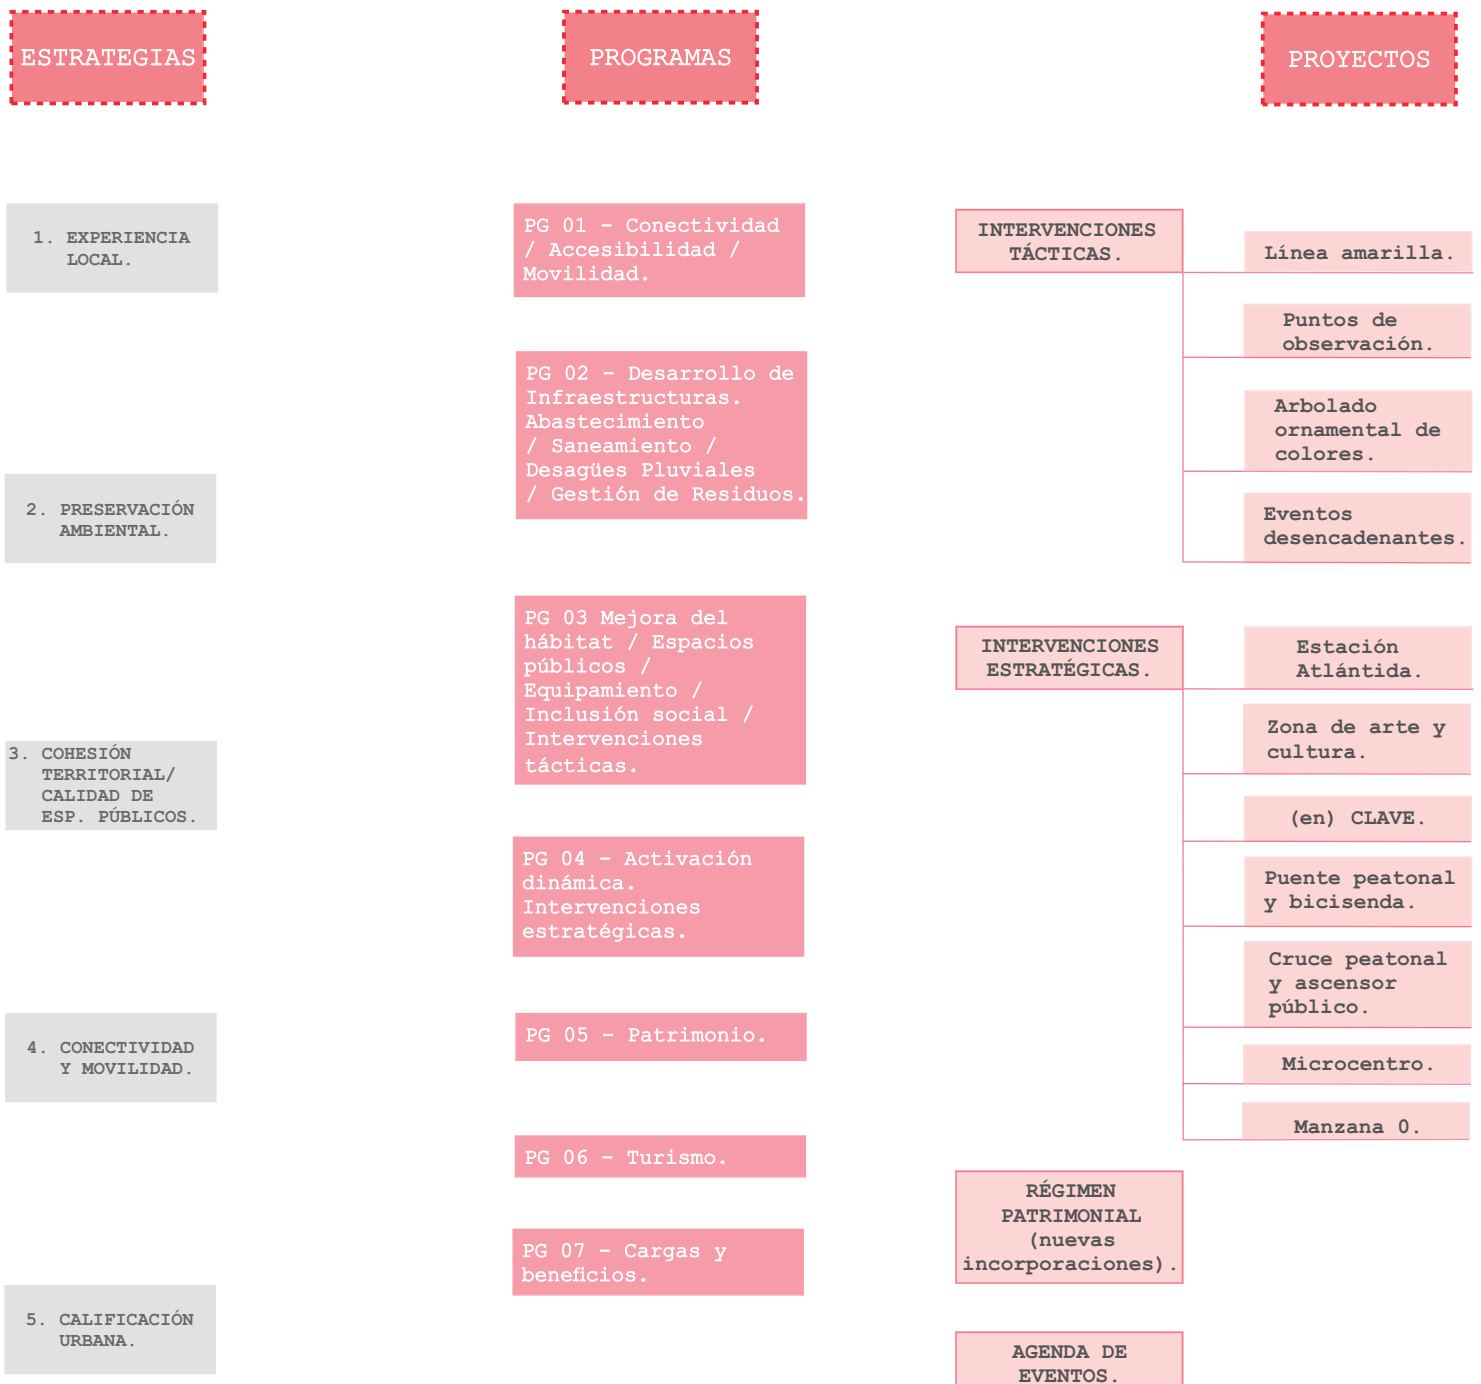 ESTRATEGIAS
PROGRAMAS
PROYECTOS
1. EXPERIENCIA
LOCAL.
2. PRESERVACIÓN
AMBIENTAL.
3. COHESIÓN
TERRITORIAL/
CALIDAD DE
ESP. PÚBLICOS.
4. CONECTIVIDAD
Y MOVILIDAD.
5. CALIFICACIÓN
URBANA.
PG 01 - Conectividad
/ Accesibilidad /
Movilidad.
PG 02 - Desarrollo de
Infraestructuras.
Abastecimiento
/ Saneamiento /
Desagües Pluviales
/ Gestión de Residuos.
PG 03 Mejora del
hábitat / Espacios
públicos /
Equipamiento /
Inclusión social /
Intervenciones
tácticas.
PG 04 - Activación
dinámica.
Intervenciones
estratégicas.
PG 05 - Patrimonio.
PG 06 - Turismo.
PG 07 - Cargas y
beneficios.
INTERVENCIONES
TÁCTICAS.
Línea amarilla.
Puntos de
observación.
Arbolado
ornamental de
colores.
Eventos
desencadenantes.
INTERVENCIONES
ESTRATÉGICAS.
Estación
Atlántida.
Zona de arte y
cultura.
(en) CLAVE.
Puente peatonal
y bicisenda.
Cruce peatonal
y ascensor
público.
Microcentro.
Manzana 0.
RÉGIMEN
PATRIMONIAL
(nuevas
incorporaciones).
AGENDA DE
EVENTOS.